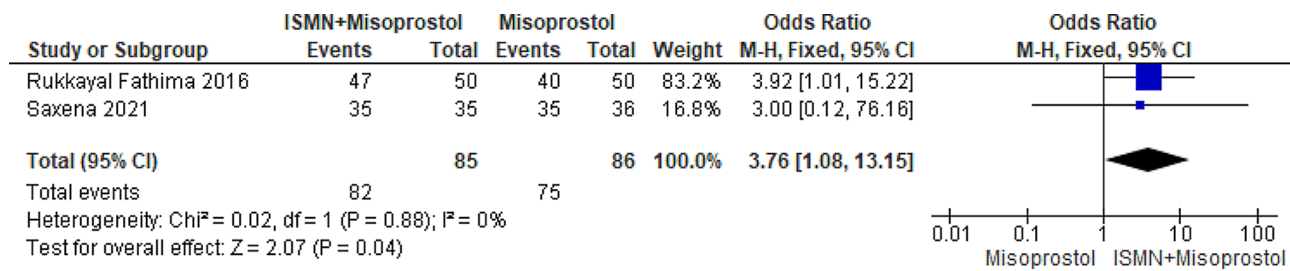 ISMN+Misoprostol Misoprostol Odds Ratio Odds Ratio
Study or Subgroup Events Total Events Total Weight M-H, Fixed, 95% CI M-H, Fixed, 95% CI
Rukkayal Fathima 2016 47 50 40 50 83.2% 3.92 [1.01, 15.22]
Saxena 2021 35 35 35 36 16.8% 3.00 [0.12, 76.16]
Total (95% CI) 85 86 100.0% 3.76 [1.08, 13.15]
Total events 82 75
Heterogeneity: Chi² = 0.02, df = 1 (P = 0.88); I² = 0%
Test for overall effect: Z = 2.07 (P = 0.04)
0.01 0.1 1 10 100
Misoprostol ISMN+Misoprostol